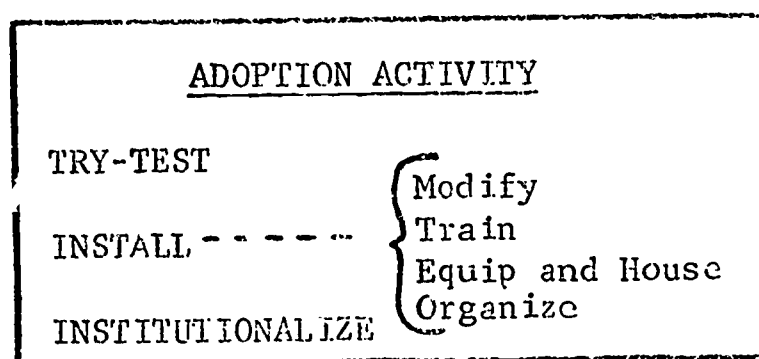 ADOPTION ACTIVITY
TRY-TEST
Modify
Train
INSTALL
Equip and House
Organize
INSTITUTIONALIZE